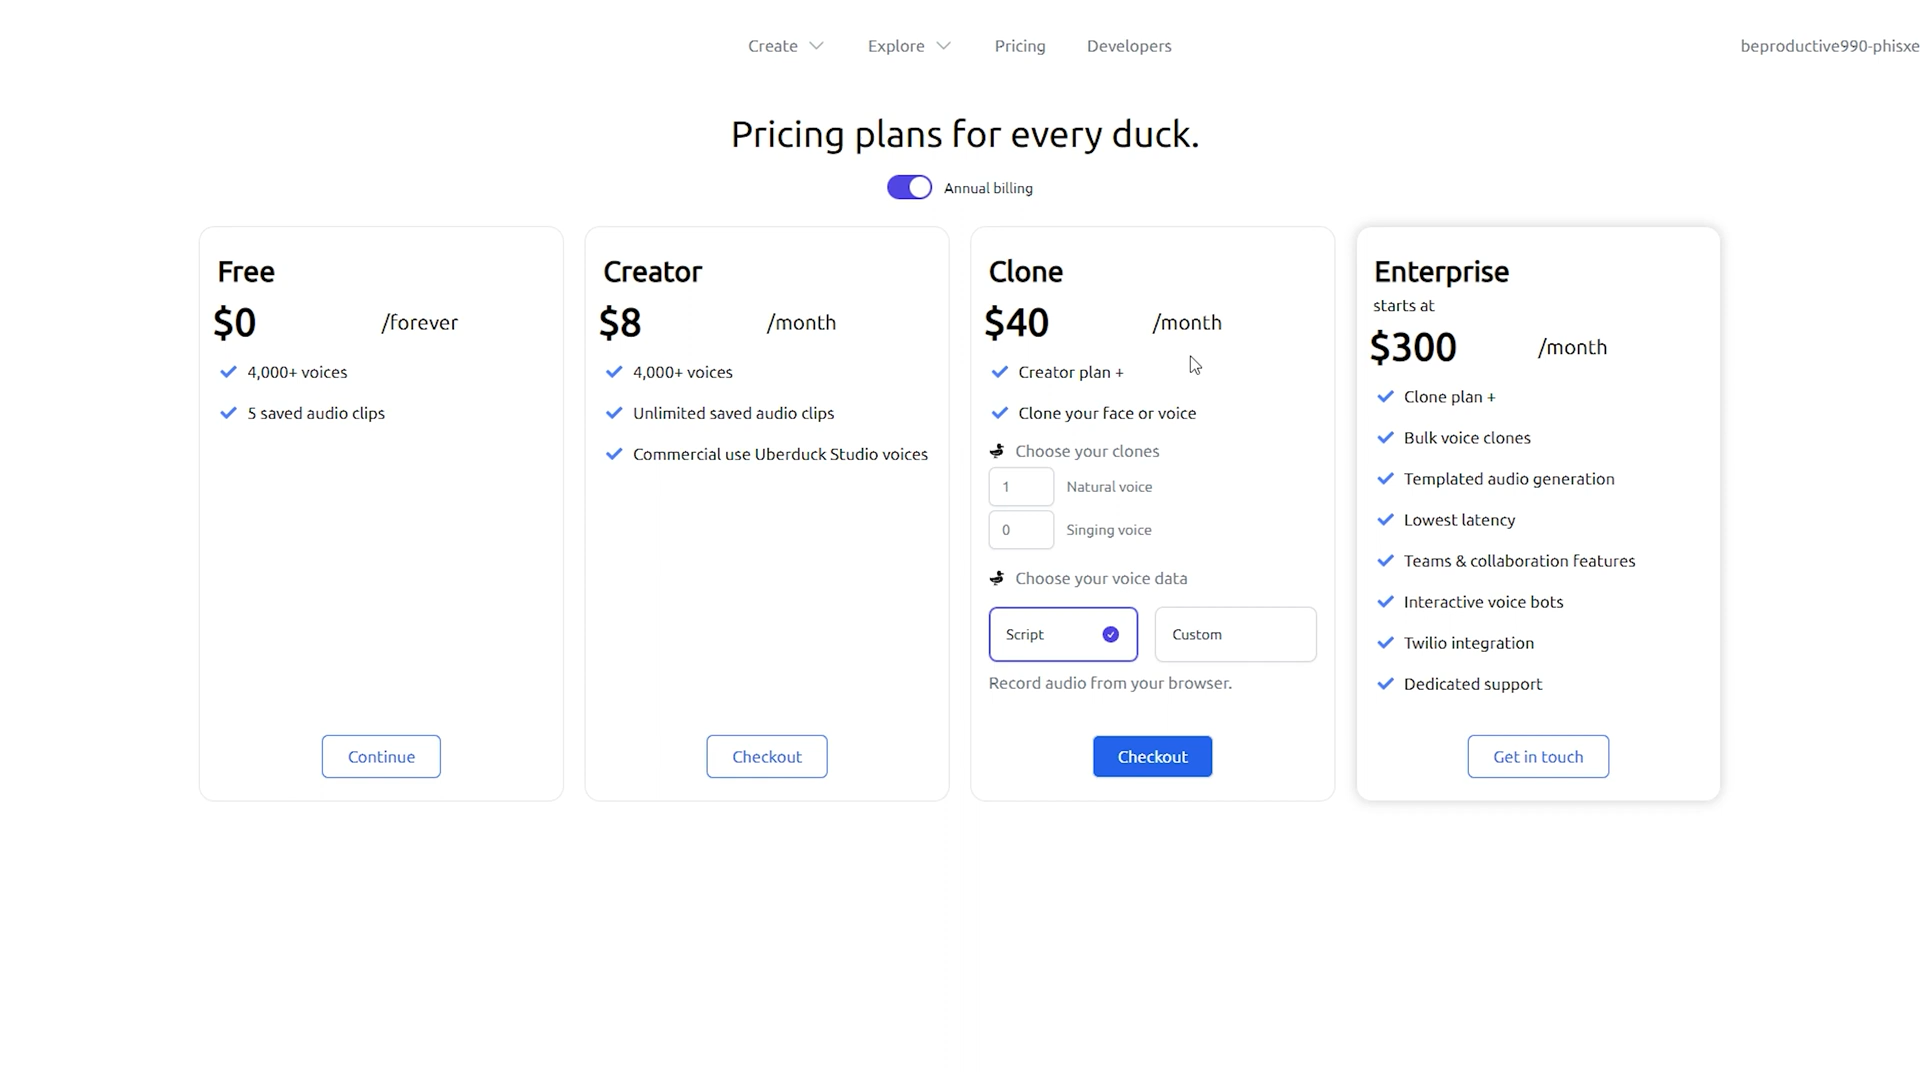 Create
Explore
Pricing
Developers
beproductive990-phisxe
Pricing plans for every duck.
Annual billing
Free
$0 /forever
4,000+ voices
5 saved audio clips
Continue
Creator
$8 /month
4,000+ voices
Unlimited saved audio clips
Commercial use Uberduck Studio voices
Checkout
Clone
$40 /month
Creator plan +
Clone your face or voice
Choose your clones
1 Natural voice
0 Singing voice
Choose your voice data
Script
Custom
Record audio from your browser.
Checkout
Enterprise
starts at
$300 /month
Clone plan +
Bulk voice clones
Templated audio generation
Lowest latency
Teams & collaboration features
Interactive voice bots
Twilio integration
Dedicated support
Get in touch